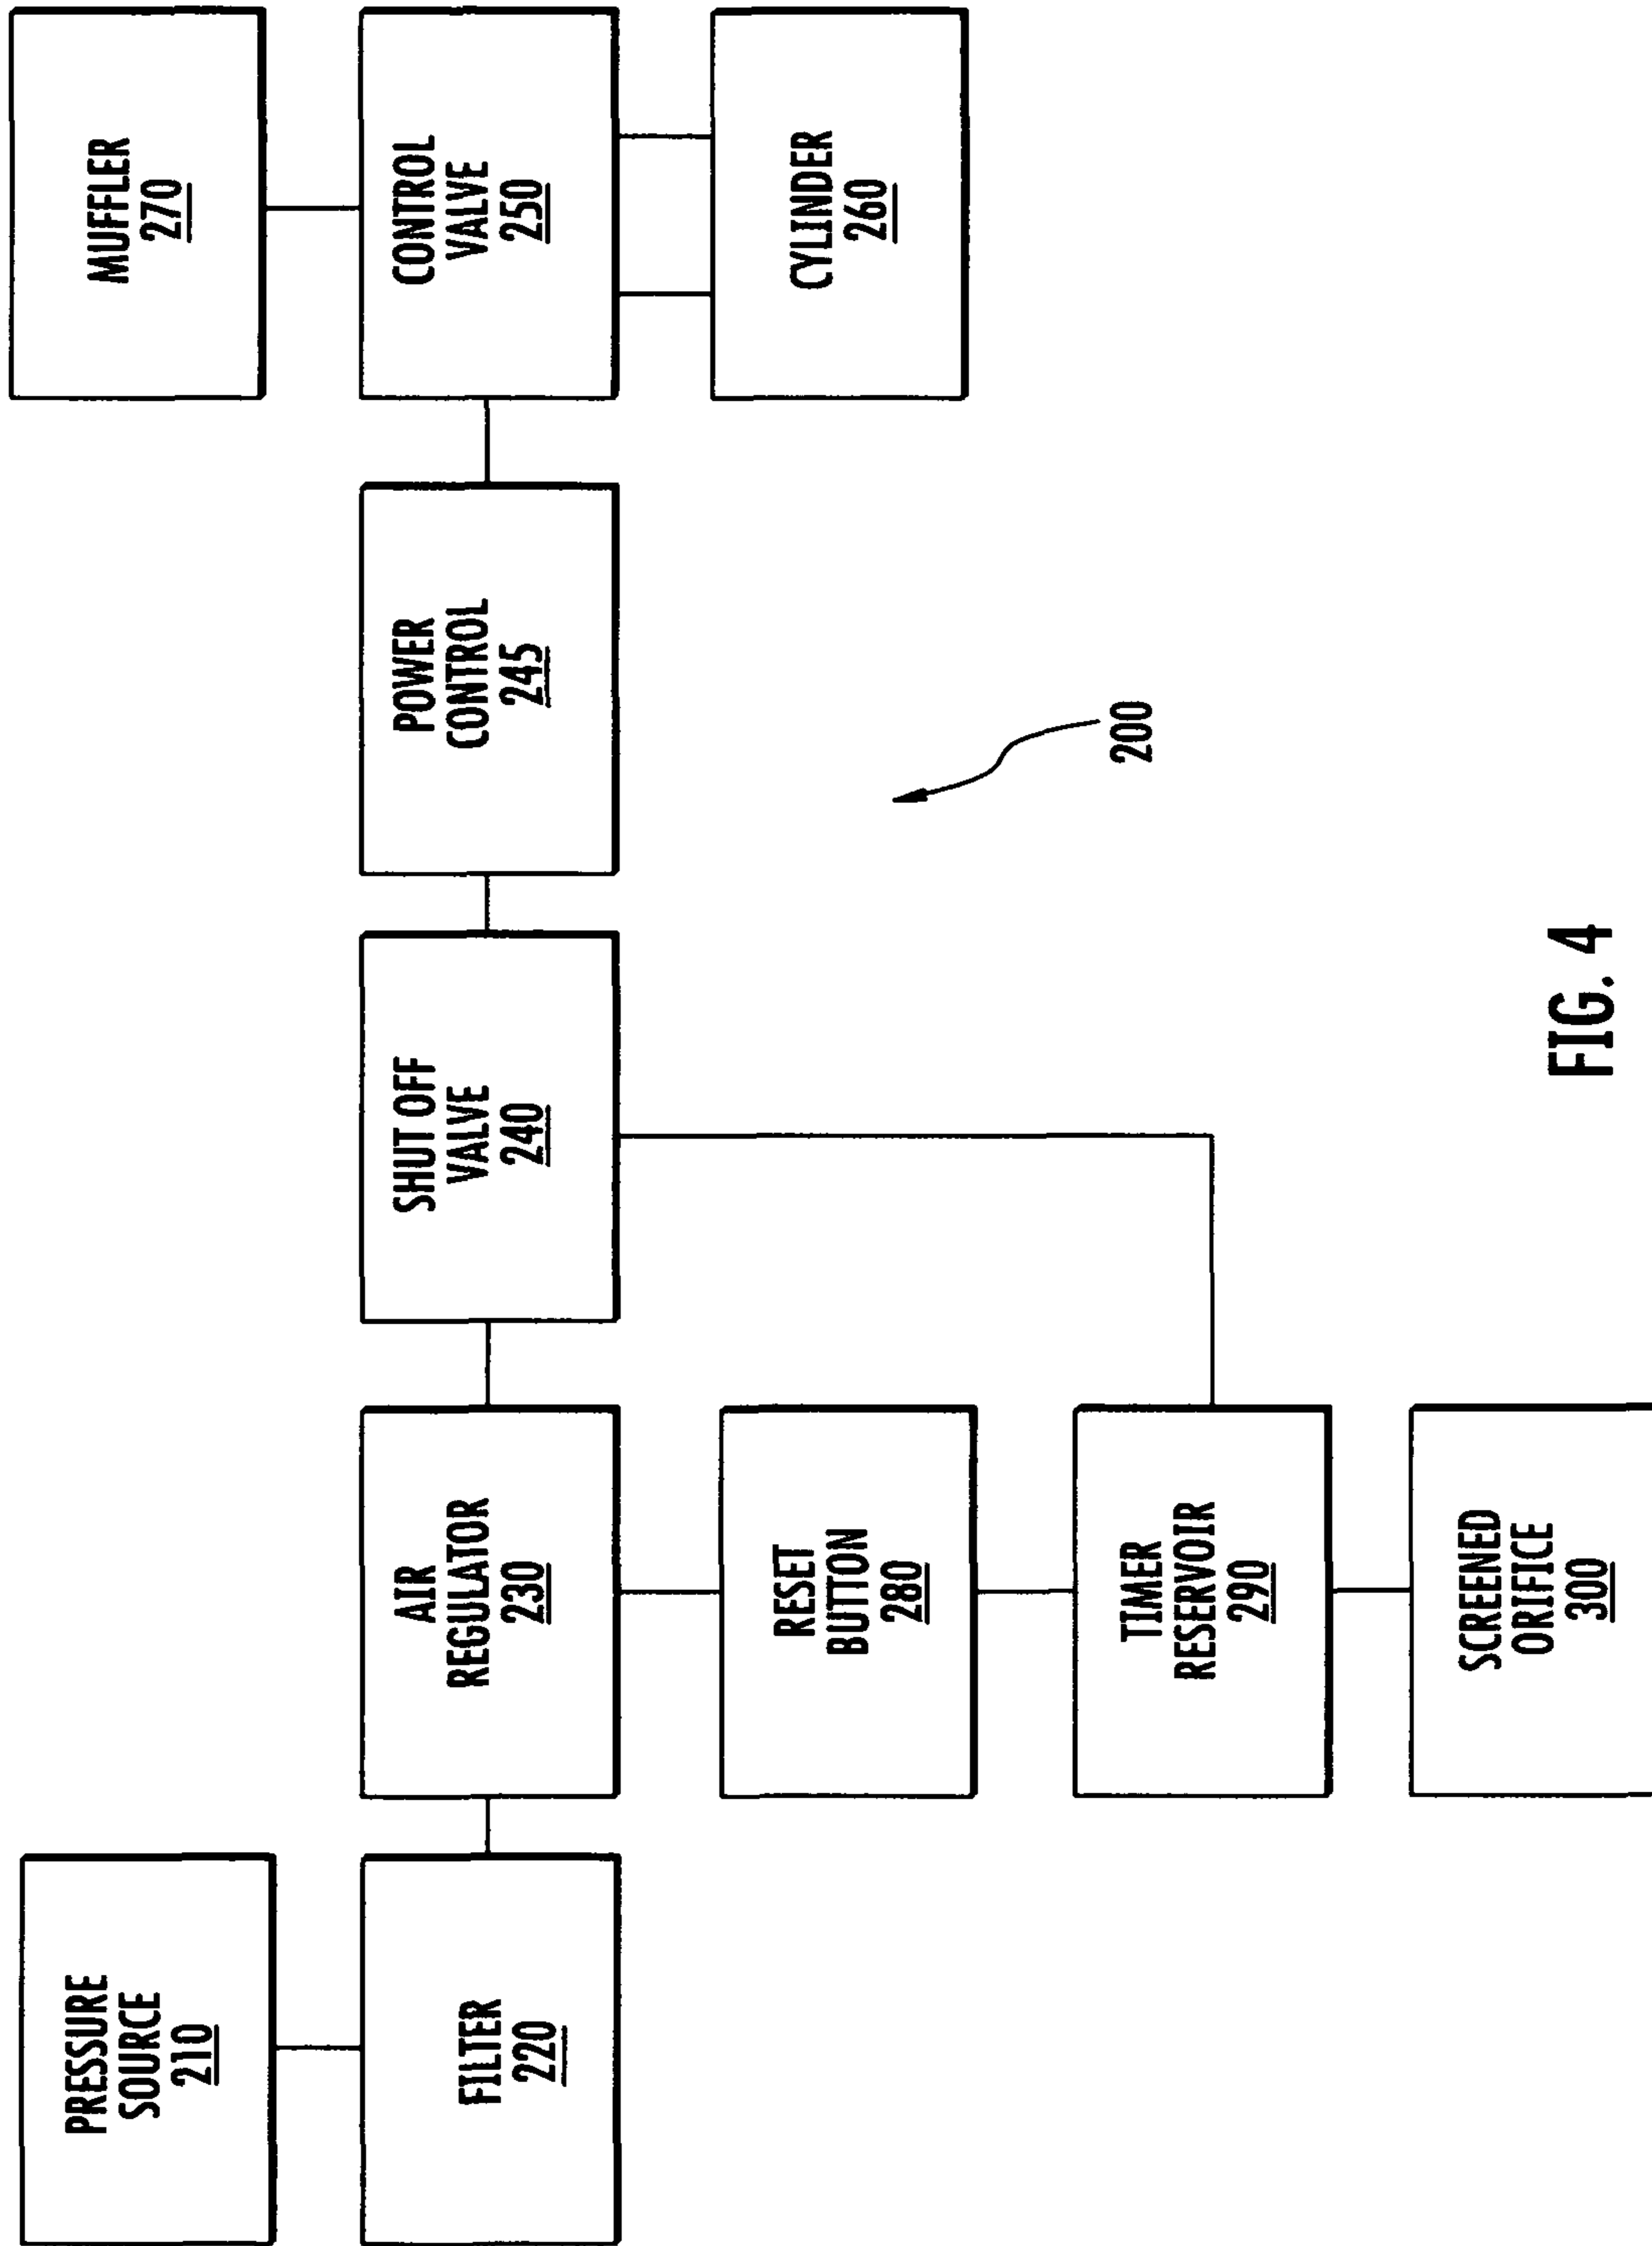 PRESSURE
SOURCE
210
FILTER
220
AIR
REGULATOR
230
SHUT OFF
VALVE
240
POWER
CONTROL
245
CONTROL
VALVE
250
MUFFLER
270
CYLINDER
260
RESET
BUTTON
280
TIMER
RESERVOIR
290
SCREENED
ORIFICE
300
200
FIG. 4